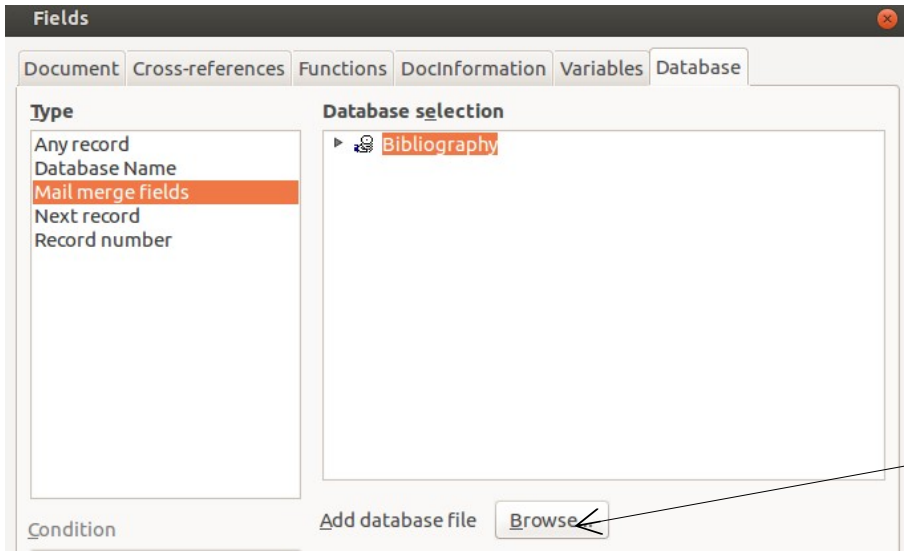 Fields
Document Cross-references Functions DocInformation Variables Database
Type
Any record
Database Name
Mail merge fields
Next record
Record number
Database selection
Bibliography
Condition
Add database file
Browse...